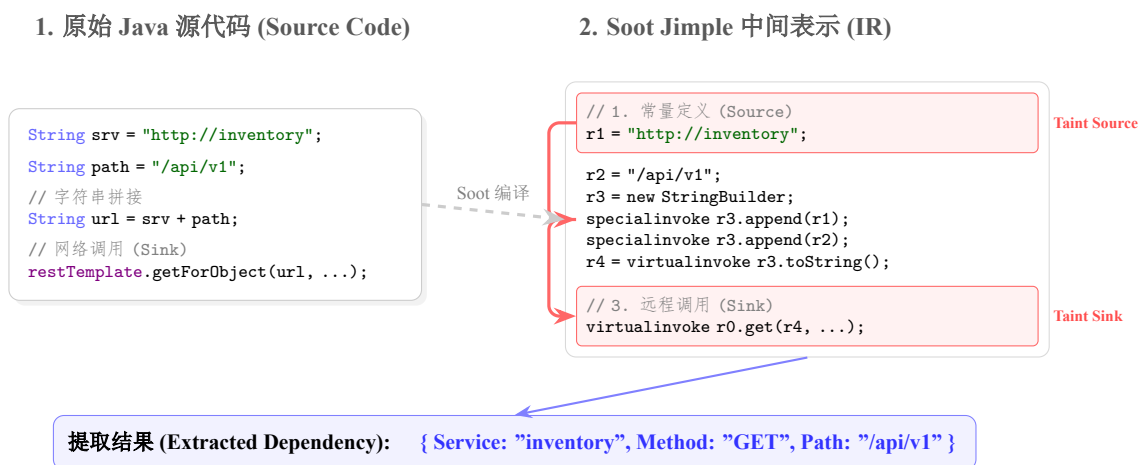 1. 原始 Java 源代码 (Source Code)
2. Soot Jimple 中间表示 (IR)
String srv = "http://inventory";
String path = "/api/v1";
// 字符串拼接
String url = srv + path;
// 网络调用 (Sink)
restTemplate.getForObject(url, ...);
Soot 编译
// 1. 常量定义 (Source)
r1 = "http://inventory";
Taint Source
r2 = "/api/v1";
r3 = new StringBuilder;
specialinvoke r3.append(r1);
specialinvoke r3.append(r2);
r4 = virtualinvoke r3.toString();
// 3. 远程调用 (Sink)
virtualinvoke r0.get(r4, ...);
Taint Sink
提取结果 (Extracted Dependency): { Service: ”inventory”, Method: ”GET”, Path: ”/api/v1” }